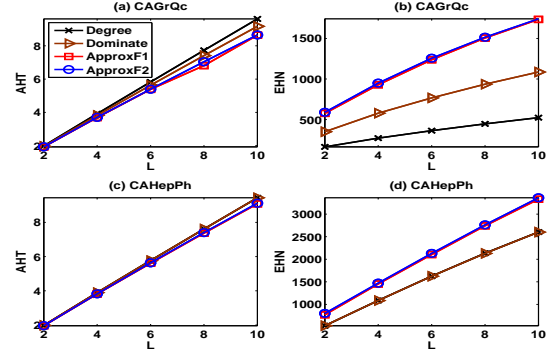 (a) CAGrQc
AHT
8
6
4
2
2 4 6 8 10
L
Degree
Dominate
ApproxF1
ApproxF2
(b) CAGrQc
EHN
1500
1000
500
2 4 6 8 10
L
(c) CAHepPh
AHT
8
6
4
2
2 4 6 8 10
L
(d) CAHepPh
EHN
3000
2500
2000
1500
1000
2 4 6 8 10
L